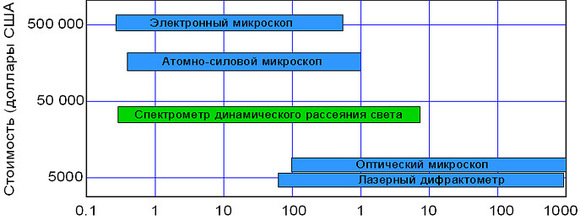 Стоимость (доллары США
500 000
50 000
5000
Электронный микроскоп
Атомно-силовой микроскоп
Спектрометр динамического рассеяния света
Оптический микроскоп
Лазерный дифрактометр
0.1 1 10 100 1 10 100 1000